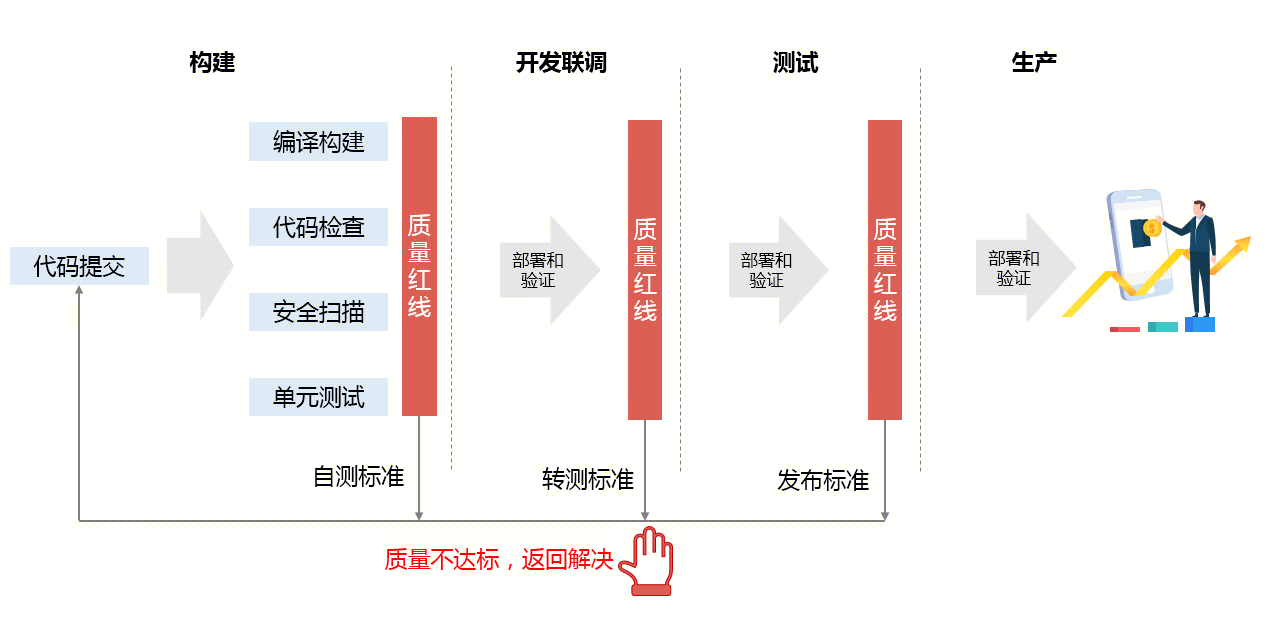 构建
开发联调
测试
生产
代码提交
编译构建
代码检查
安全扫描
单元测试
质量红线
部署和
验证
质量红线
部署和
验证
质量红线
部署和
验证
$
自测标准
转测标准
发布标准
质量不达标，返回解决